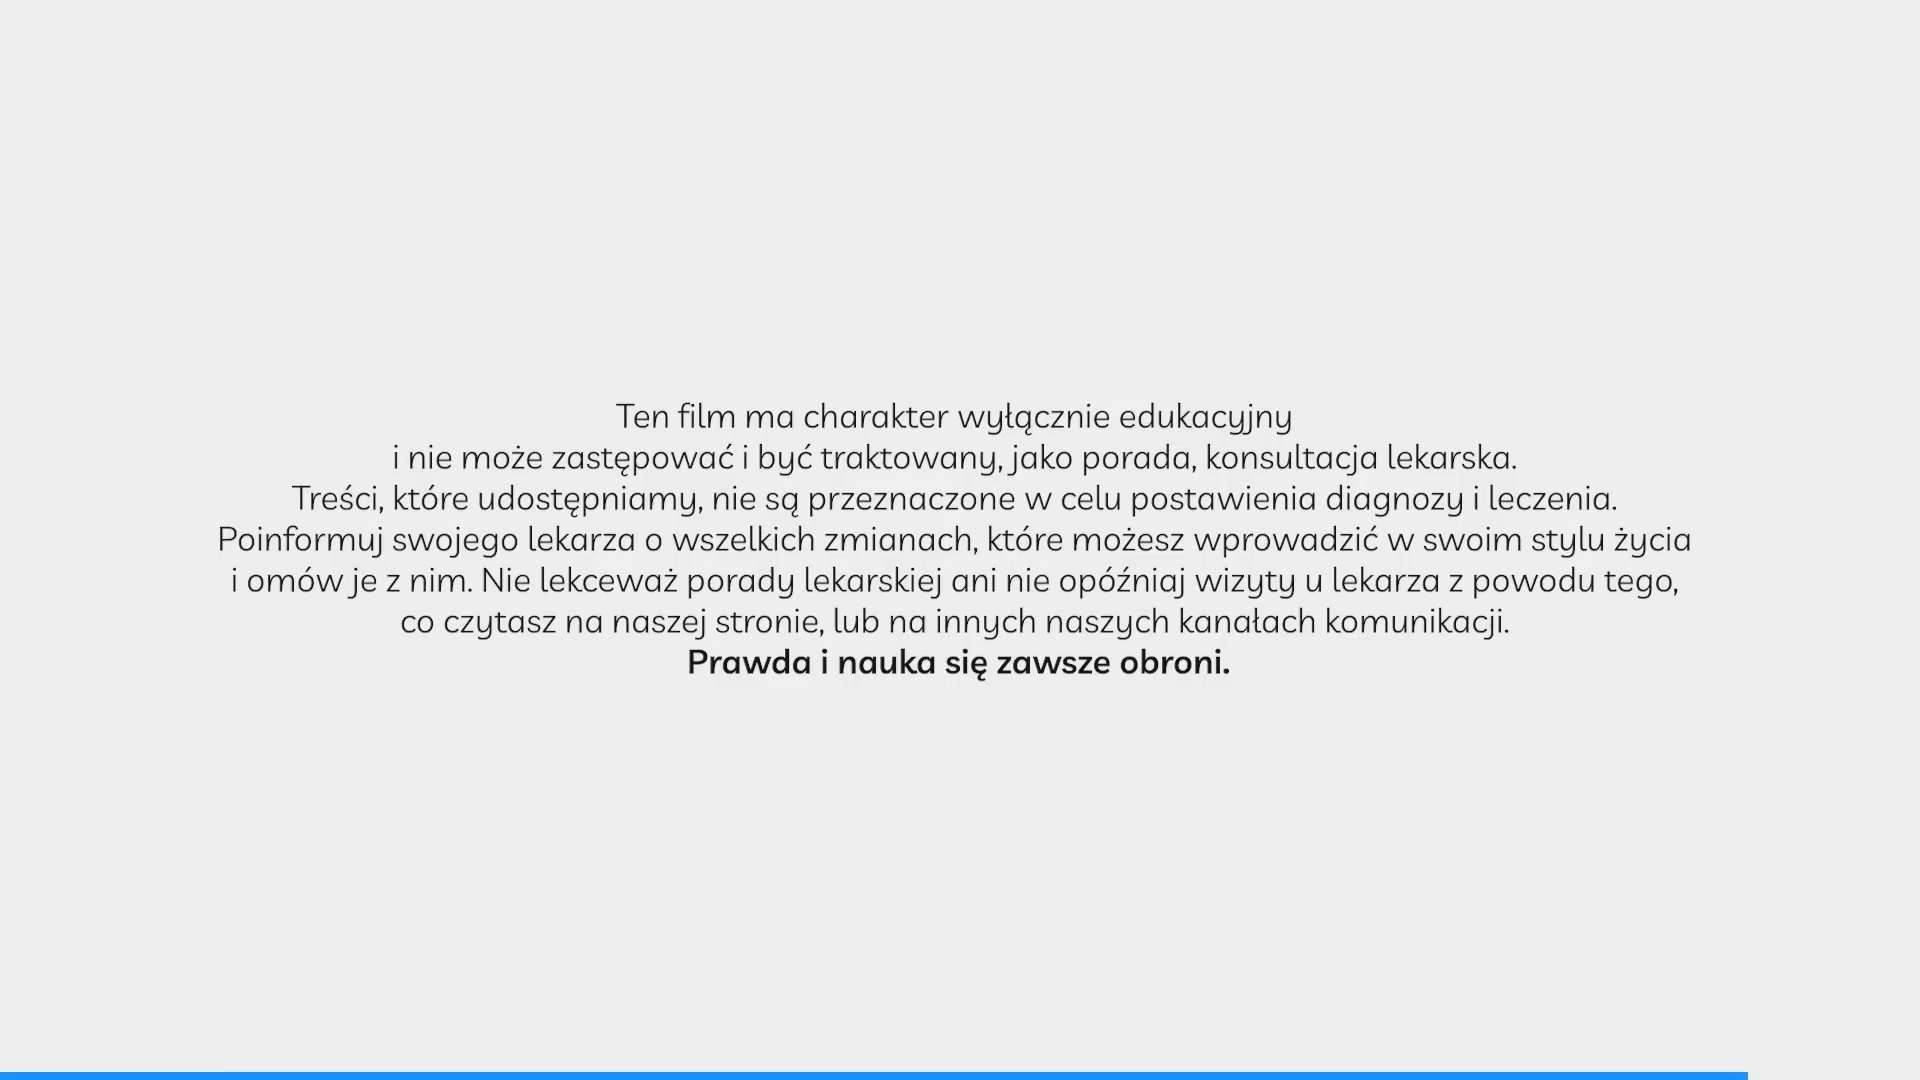 Ten film ma charakter wyłącznie edukacyjny
i nie może zastępować i być traktowany, jako porada, konsultacja lekarska.
Treści, które udostępniamy, nie są przeznaczone w celu postawienia diagnozy i leczenia.
Poinformuj swojego lekarza o wszelkich zmianach, które możesz wprowadzić w swoim stylu życia
i omów je z nim. Nie lekceważ porady lekarskiej ani nie opóźniaj wizyty u lekarza z powodu tego,
co czytasz na naszej stronie, lub na innych naszych kanałach komunikacji.
Prawda i nauka się zawsze obroni.